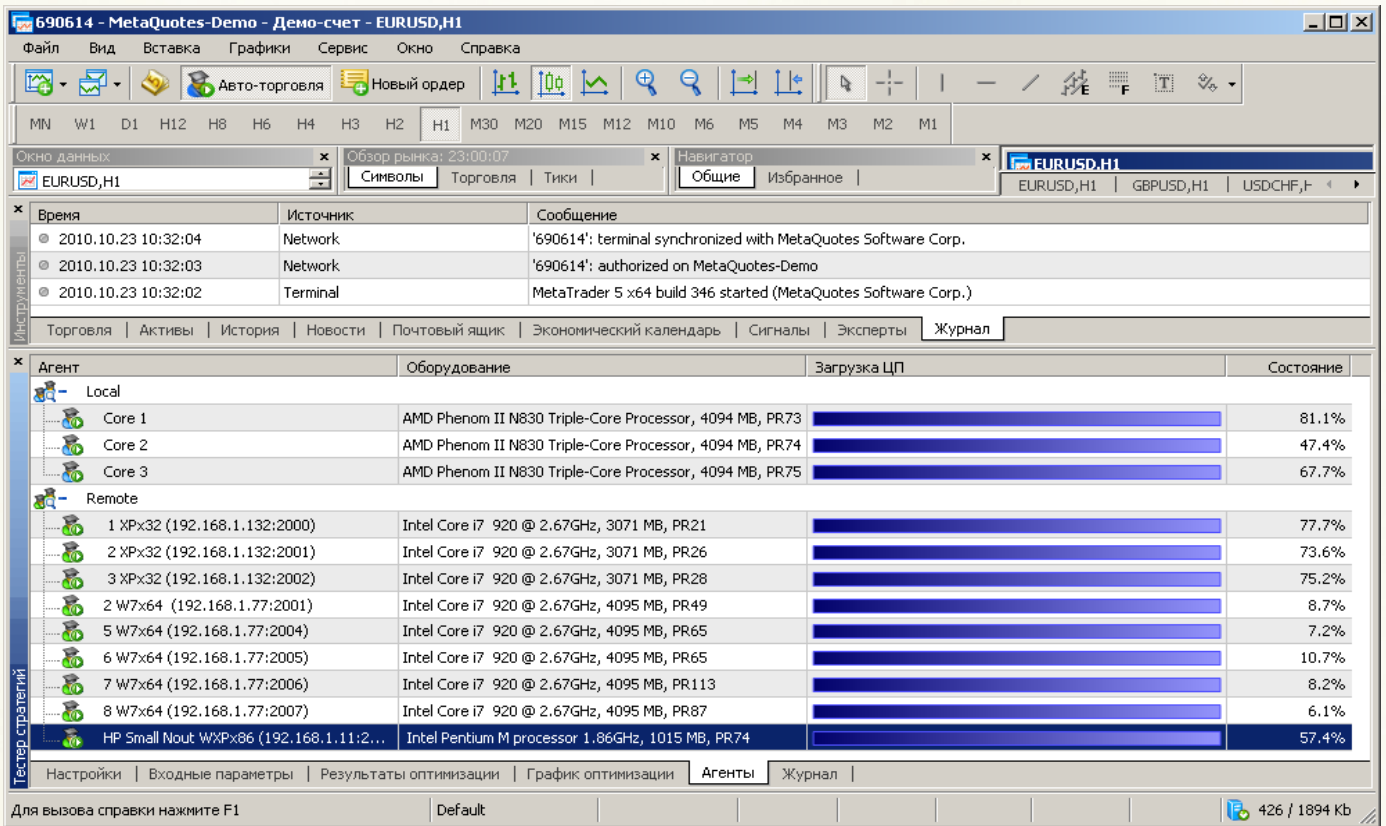 690614 - MetaQuotes-Demo - Демо-счет - EURUSD,H1
Файл Вид Вставка Графики Сервис Окно Справка
Авто-торговля Новый ордер E F T
MN W1 D1 H12 H8 H6 H4 H3 H2 H1 M30 M20 M15 M12 M10 M6 M5 M4 M3 M2 M1
Окно данных Обзор рынка: 23:00:07 Навигатор EURUSD,H1
EURUSD,H1 Символы Торговля Тики Общие Избранное EURUSD,H1 GBPUSD,H1 USDCHF,H
Время Источник Сообщение
2010.10.23 10:32:04 Network '690614': terminal synchronized with MetaQuotes Software Corp.
2010.10.23 10:32:03 Network '690614': authorized on MetaQuotes-Demo
2010.10.23 10:32:02 Terminal MetaTrader 5 x64 build 346 started (MetaQuotes Software Corp.)
Инструменты
Торговля Активы История Новости Почтовый ящик Экономический календарь Сигналы Эксперты Журнал
Агент Оборудование Загрузка ЦП Состояние
Local
Core 1 AMD Phenom II N830 Triple-Core Processor, 4094 MB, PR73 81.1%
Core 2 AMD Phenom II N830 Triple-Core Processor, 4094 MB, PR74 47.4%
Core 3 AMD Phenom II N830 Triple-Core Processor, 4094 MB, PR75 67.7%
Remote
1 XPx32 (192.168.1.132:2000) Intel Core i7 920 @ 2.67GHz, 3071 MB, PR21 77.7%
2 XPx32 (192.168.1.132:2001) Intel Core i7 920 @ 2.67GHz, 3071 MB, PR26 73.6%
3 XPx32 (192.168.1.132:2002) Intel Core i7 920 @ 2.67GHz, 3071 MB, PR28 75.2%
2 W7x64 (192.168.1.77:2001) Intel Core i7 920 @ 2.67GHz, 4095 MB, PR49 8.7%
5 W7x64 (192.168.1.77:2004) Intel Core i7 920 @ 2.67GHz, 4095 MB, PR65 7.2%
6 W7x64 (192.168.1.77:2005) Intel Core i7 920 @ 2.67GHz, 4095 MB, PR65 10.7%
7 W7x64 (192.168.1.77:2006) Intel Core i7 920 @ 2.67GHz, 4095 MB, PR113 8.2%
8 W7x64 (192.168.1.77:2007) Intel Core i7 920 @ 2.67GHz, 4095 MB, PR87 6.1%
HP Small Nout WXPx86 (192.168.1.11:2... Intel Pentium M processor 1.86GHz, 1015 MB, PR74 57.4%
Тестер стратегий
Настройки Входные параметры Результаты оптимизации График оптимизации Агенты Журнал
Для вызова справки нажмите F1 Default 426 / 1894 Kb